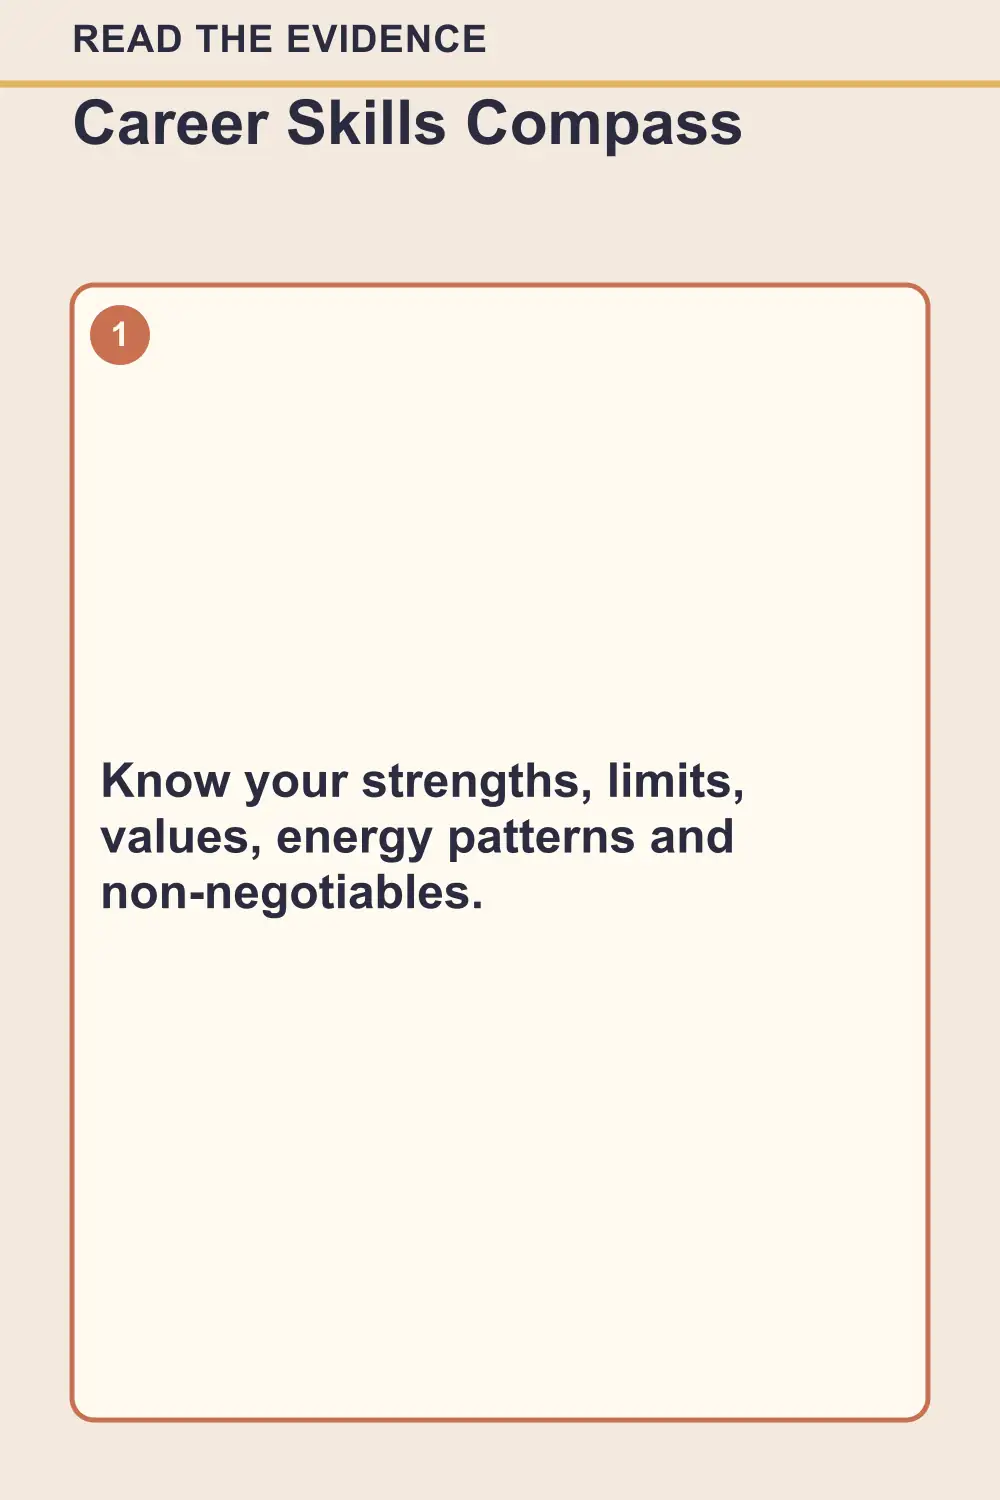 READ THE EVIDENCE
Career Skills Compass
1
Know your strengths, limits,
values, energy patterns and
non-negotiables.